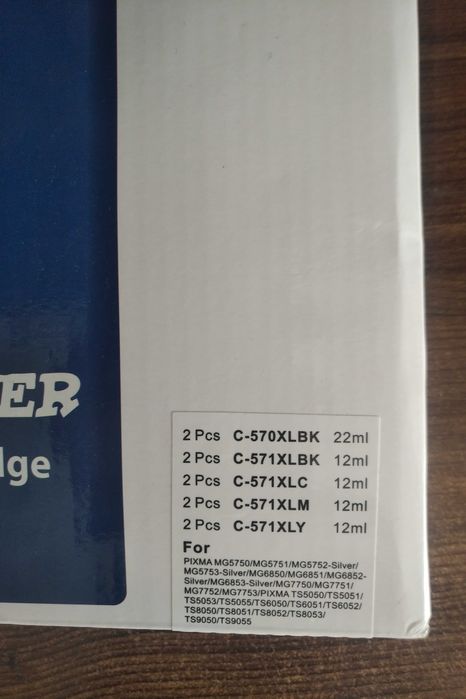 ER
dge
2 Pcs C-570XLBK 22ml
2 Pcs C-571XLBK 12ml
2 Pcs C-571XLC 12ml
2 Pcs C-571XLM 12ml
2 Pcs C-571XLY 12ml
For
PIXMA MG5750/MG5751/MG5752-Silver/
MG5753-Silver/MG6850/MG6851/MG6852-
Silver/MG6853-Silver/MG7750/MG7751/
MG7752/MG7753/PIXMA TS5050/TS5051/
TS5053/TS5055/TS6050/TS6051/TS6052/
TS8050/TS8051/TS8052/TS8053/
TS9050/TS9055